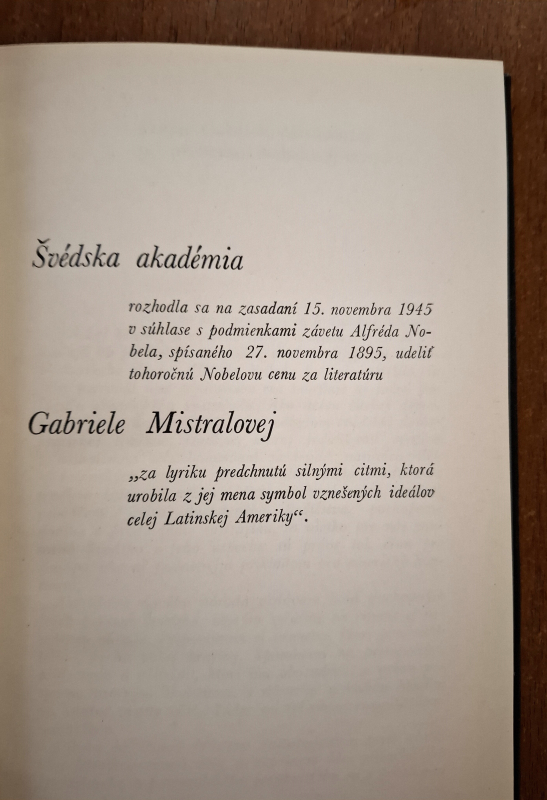 Švédska akadémia
rozhodla sa na zasadaní 15. novembra 1945
v súhlase s podmienkami závetu Alfréda No-
bela, spísaného 27. novembra 1895, udeliť
tohoročnú Nobelovu cenu za literatúru
Gabriele Mistralovej
„za lyriku predchnutú silnými citmi, ktorá
urobila z jej mena symbol vznešených ideálov
celej Latinskej Ameriky“.